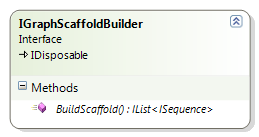 IGraphScaffoldBuilder
Interface
IDisposable
Methods
BuildScaffold() : IList<ISequence>